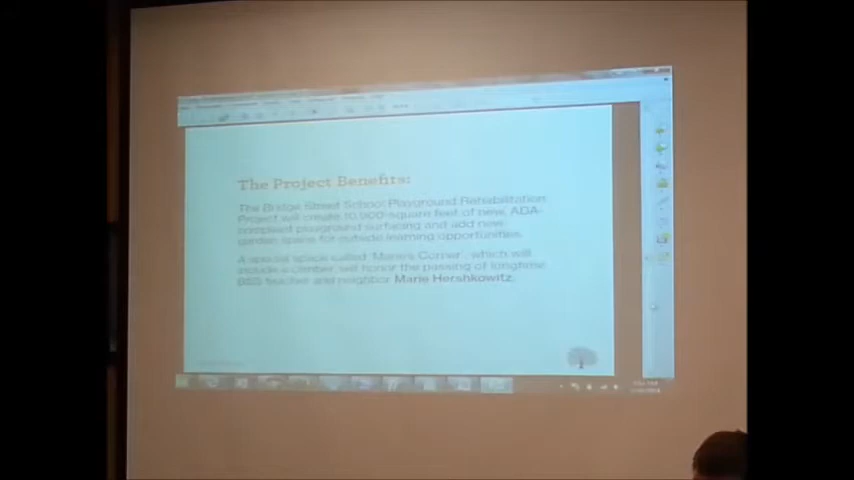 The Project Benefits:
The Bridge Street School Playground Rehabilitation
Project will create 10,900-square feet of new, ADA-
compliant playground surfacing and add new
garden space for outside learning opportunities.
A special space called "Marie's Corner", which will
include a climber, will honor the passing of longtime
BSS teacher and neighbor Marie Hershkowitz.